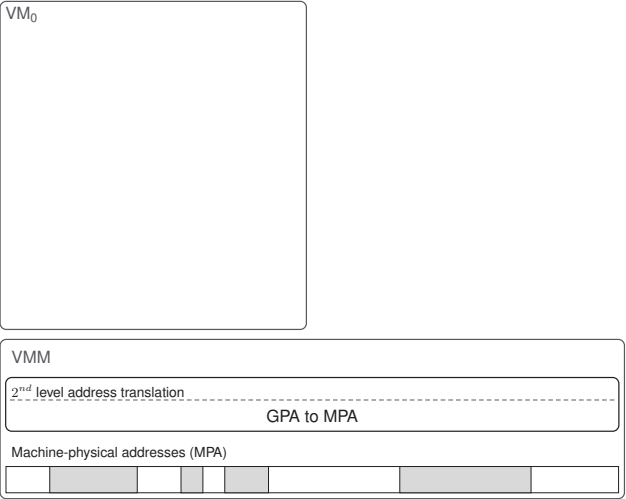 VM₀
VMM
2ⁿᵈ level address translation
GPA to MPA
Machine-physical addresses (MPA)